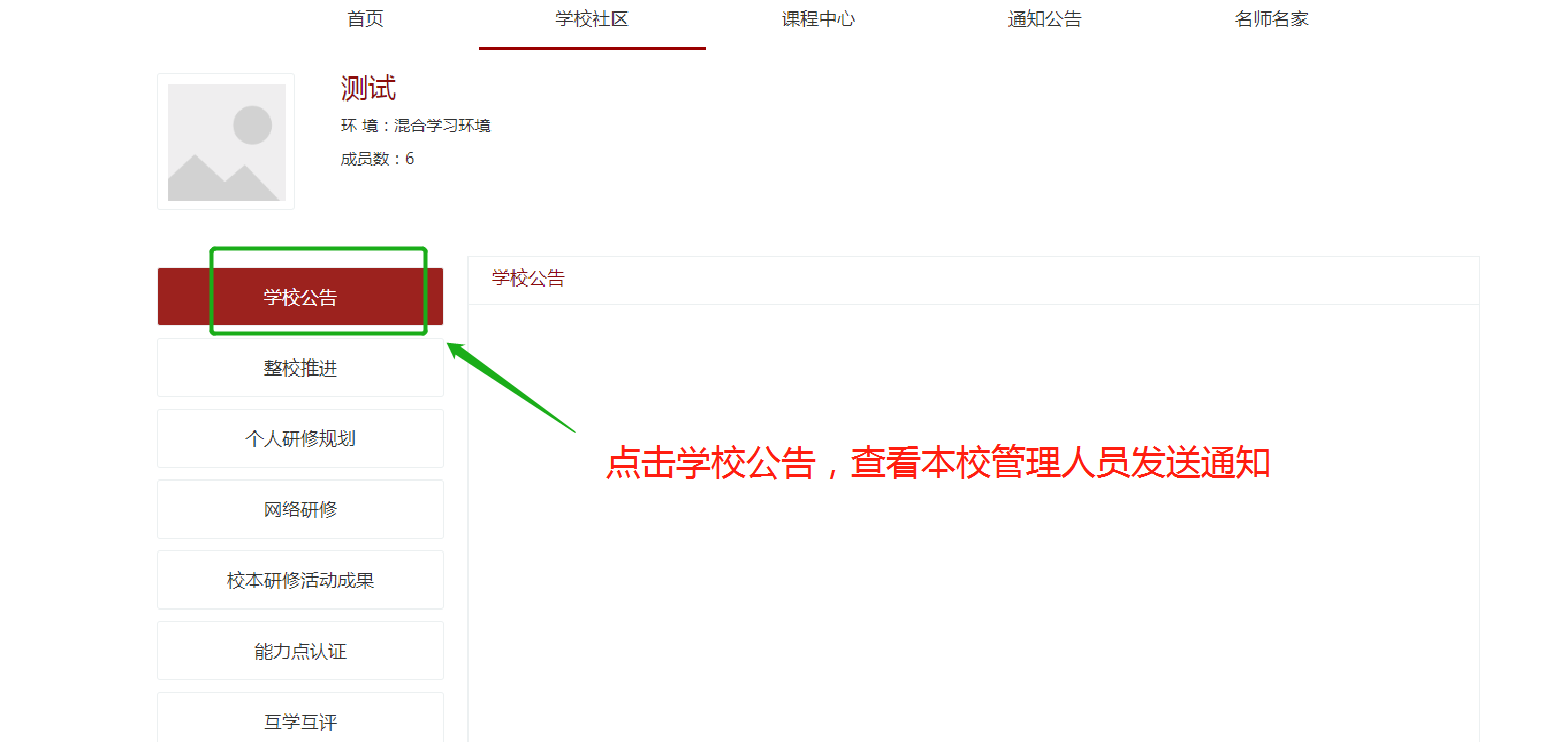 首页 学校社区 课程中心 通知公告 名师名家
测试
环 境：混合学习环境
成员数：6
学校公告
整校推进
个人研修规划
网络研修
校本研修活动成果
能力点认证
互学互评
学校公告
点击学校公告，查看本校管理人员发送通知